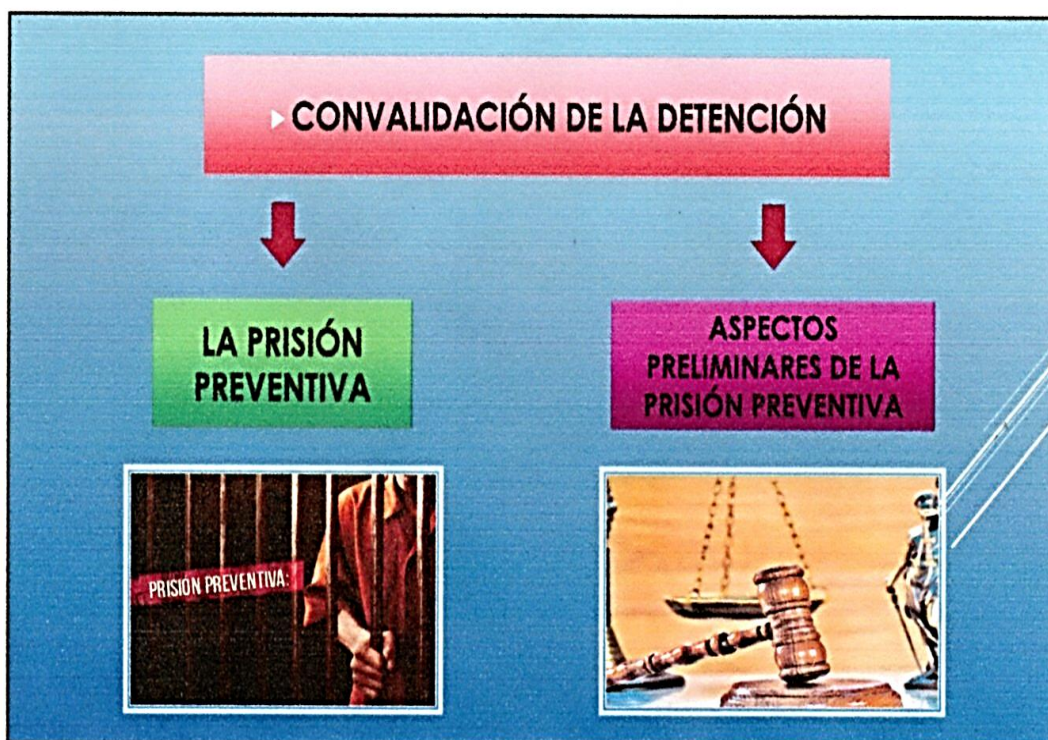 CONVALIDACIÓN DE LA DETENCIÓN
LA PRISIÓN
PREVENTIVA
ASPECTOS
PRELIMINARES DE LA
PRISIÓN PREVENTIVA
PRISIÓN PREVENTIVA: